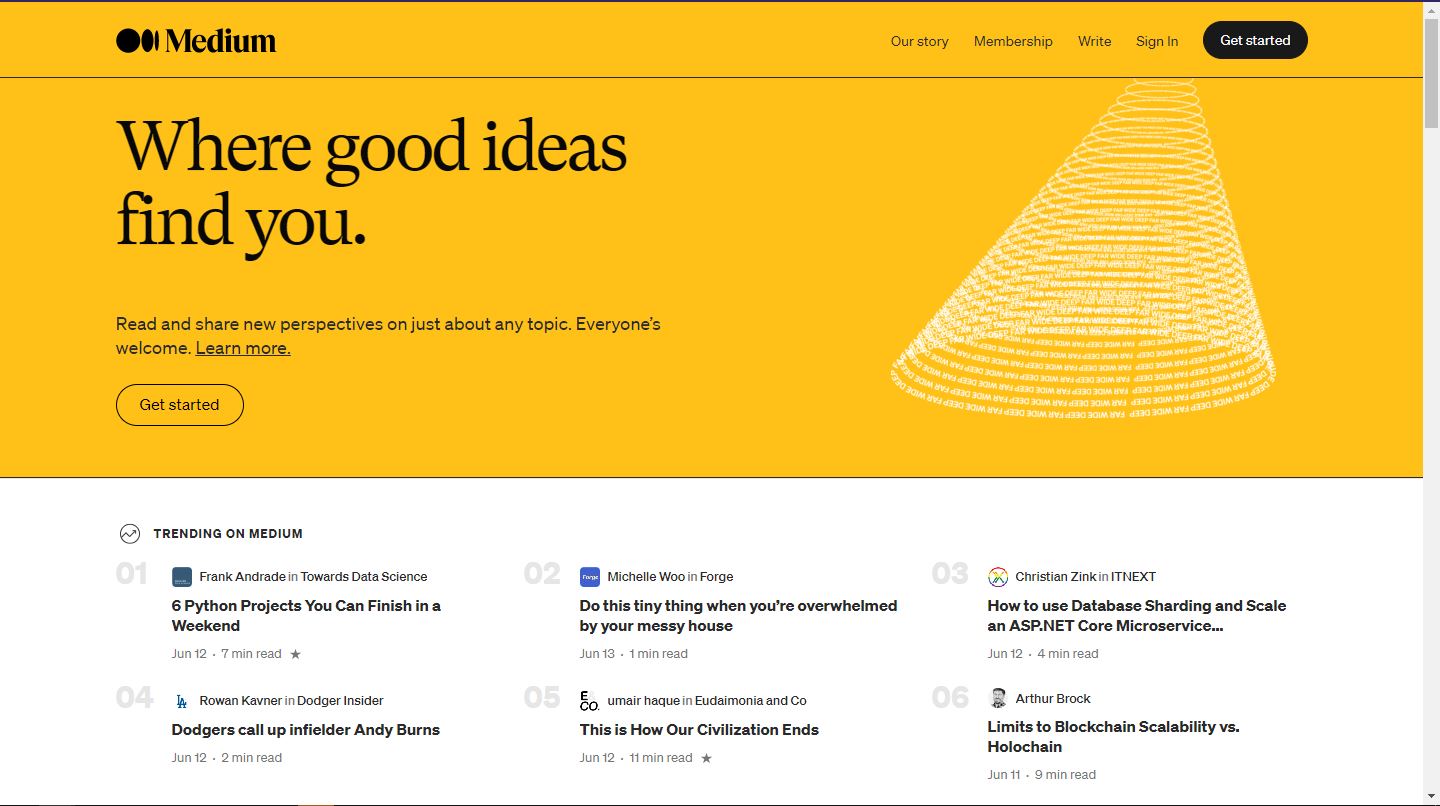 Medium
Our story Membership Write Sign In Get started
Where good ideas
find you.
Read and share new perspectives on just about any topic. Everyone’s
welcome. Learn more.
Get started
TRENDING ON MEDIUM
01
Frank Andrade in Towards Data Science
6 Python Projects You Can Finish in a
Weekend
Jun 12 · 7 min read ★
02
Forge
Michelle Woo in Forge
Do this tiny thing when you’re overwhelmed
by your messy house
Jun 13 · 1 min read
03
Christian Zink in ITNEXT
How to use Database Sharding and Scale
an ASP.NET Core Microservice...
Jun 12 · 4 min read
04
LA
Rowan Kavner in Dodger Insider
Dodgers call up infielder Andy Burns
Jun 12 · 2 min read
05
E&
CO.
umair haque in Eudaimonia and Co
This is How Our Civilization Ends
Jun 12 · 11 min read ★
06
Arthur Brock
Limits to Blockchain Scalability vs.
Holochain
Jun 11 · 9 min read